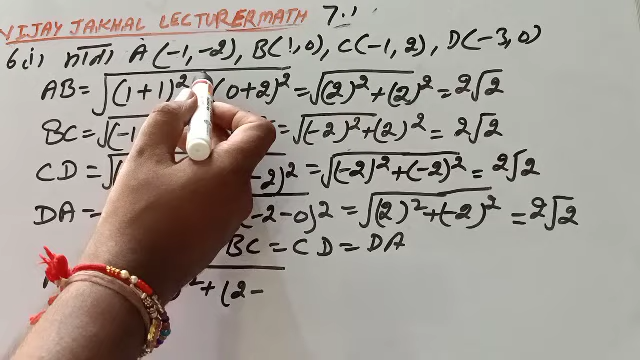 VIJAY JAKHAL LECTURER MATH 7.1
6(i) माना A(-1,-2), B(1,0), C(-1,2), D(-3,0)
AB = √(1+1)² (0+2)² = √(2)²+(2)² = 2√2
BC = √(-1 = √(-2)²+(2)² = 2√2
CD = √( -2)² = √(-2)²+(-2)² = 2√2
DA = (-2-0)² = √(2)²+(-2)² = 2√2
BC = CD = DA
² + (2-